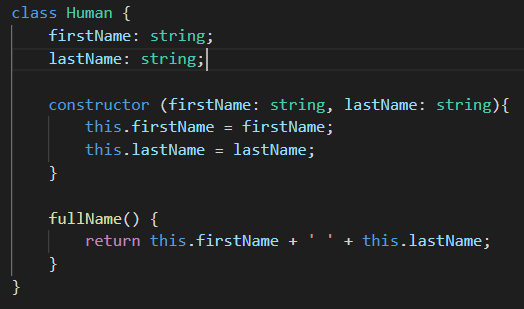 class Human {
    firstName: string;
    lastName: string;

    constructor (firstName: string, lastName: string){
        this.firstName = firstName;
        this.lastName = lastName;
    }

    fullName() {
        return this.firstName + ' ' + this.lastName;
    }
}